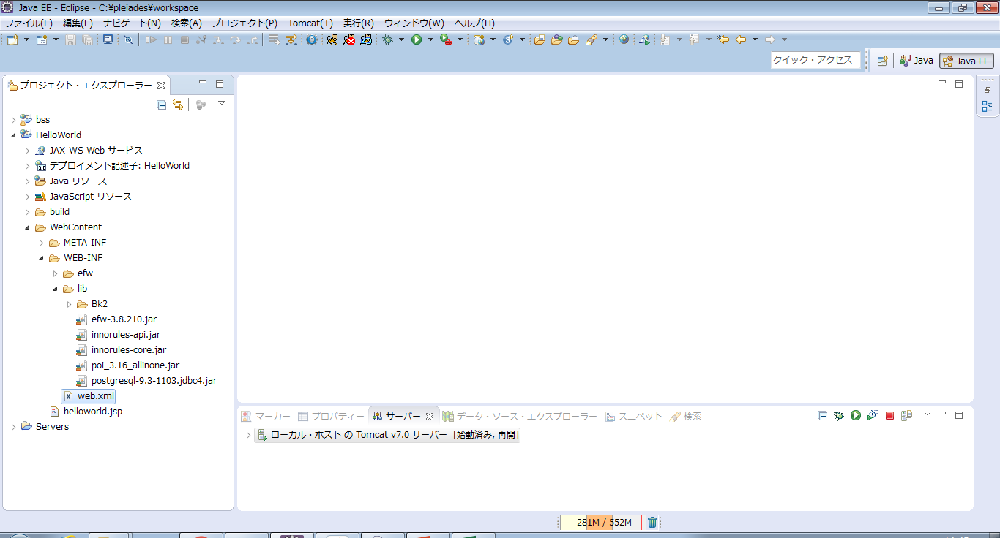 Java EE - Eclipse - C:¥pleiades¥workspace
ファイル(F) 編集(E) ナビゲート(N) 検索(A) プロジェクト(P) Tomcat(T) 実行(R) ウィンドウ(W) ヘルプ(H)
クイック・アクセス Java Java EE
プロジェクト・エクスプローラー
bss
HelloWorld
JAX-WS Web サービス
デプロイメント記述子: HelloWorld
Java リソース
JavaScript リソース
build
WebContent
META-INF
WEB-INF
efw
lib
Bk2
efw-3.8.210.jar
innorules-api.jar
innorules-core.jar
poi_3.16_allinone.jar
postgresql-9.3-1103.jdbc4.jar
web.xml
helloworld.jsp
Servers
マーカー プロパティー サーバー データ・ソース・エクスプローラー スニペット 検索
ローカル・ホスト の Tomcat v7.0 サーバー [始動済み, 再開]
281M / 552M